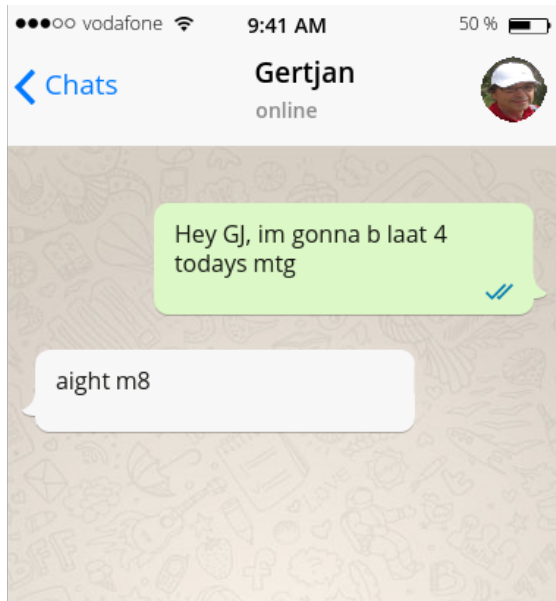 vodafone 9:41 AM 50 %
Chats Gertjan
online
Hey GJ, im gonna b laat 4
todays mtg
aight m8